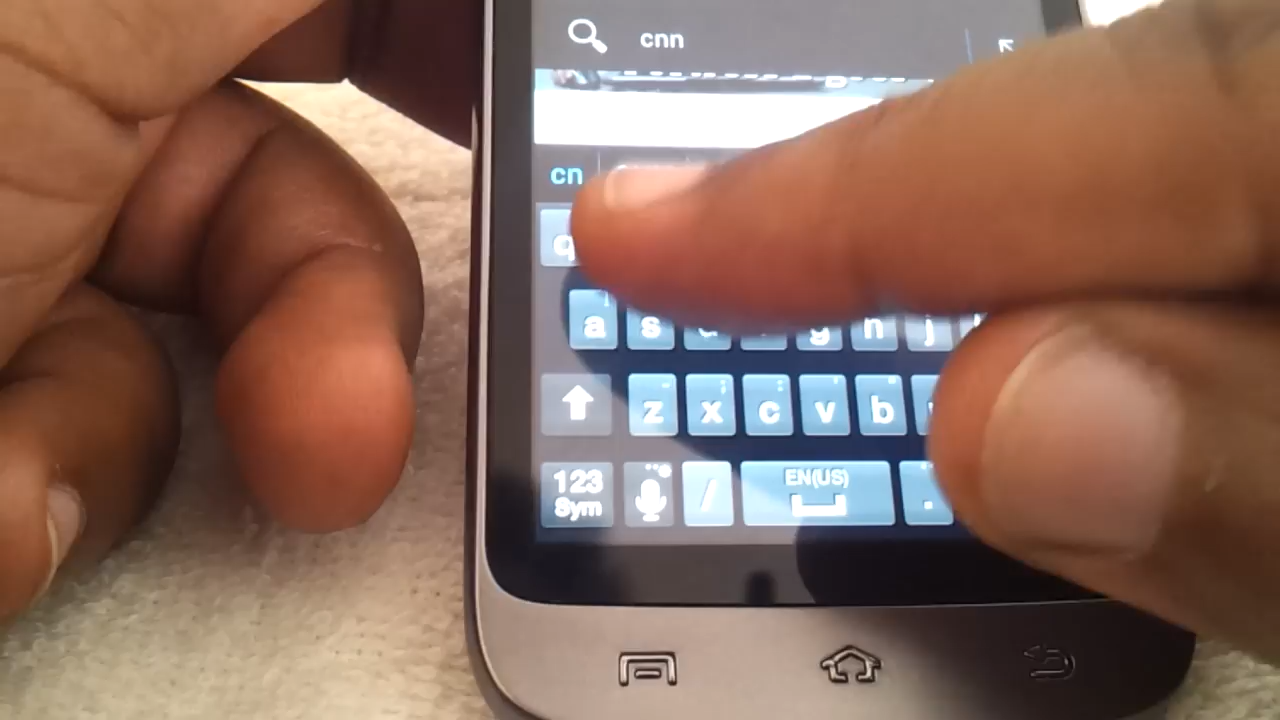 cnn
cn
q
a s g h j
z x c v b
123 Sym / EN(US) .